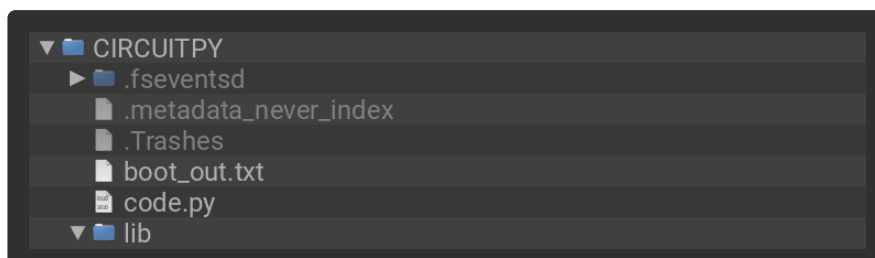 CIRCUITPY
.fseventsd
.metadata_never_index
.Trashes
boot_out.txt
code.py
lib